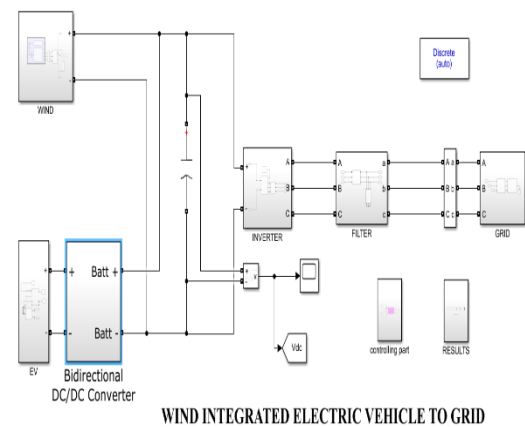 Discrete
(auto)
+
-
WIND
+
-
INVERTER
A
B
C
A
B
C
a
b
c
FILTER
A a
B b
C c
A
B
C
GRID
+
-
v
Vdc
controlling part
RESULTS
+
-
EV
+
-
Batt +
Batt -
Bidirectional
DC/DC Converter
WIND INTEGRATED ELECTRIC VEHICLE TO GRID